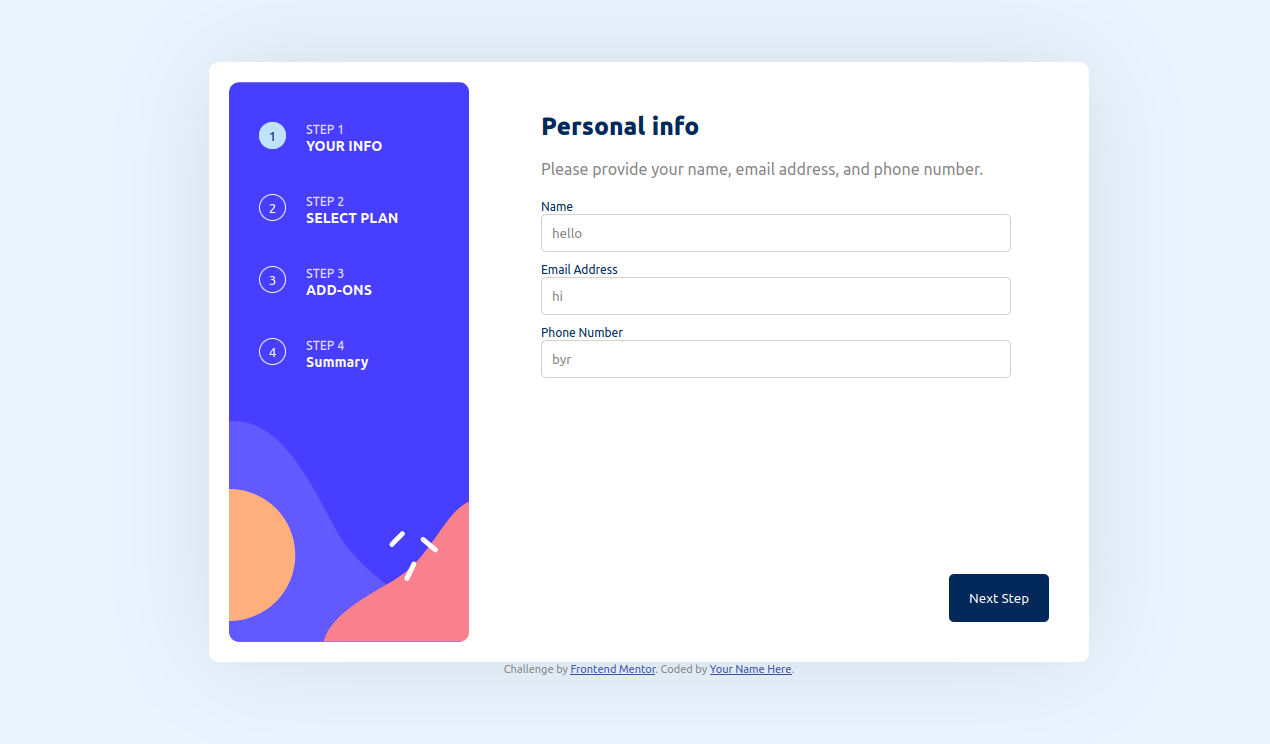 1
STEP 1
YOUR INFO
2
STEP 2
SELECT PLAN
3
STEP 3
ADD-ONS
4
STEP 4
Summary
Personal info
Please provide your name, email address, and phone number.
Name
hello
Email Address
hi
Phone Number
byr
Next Step
Challenge by Frontend Mentor. Coded by Your Name Here.